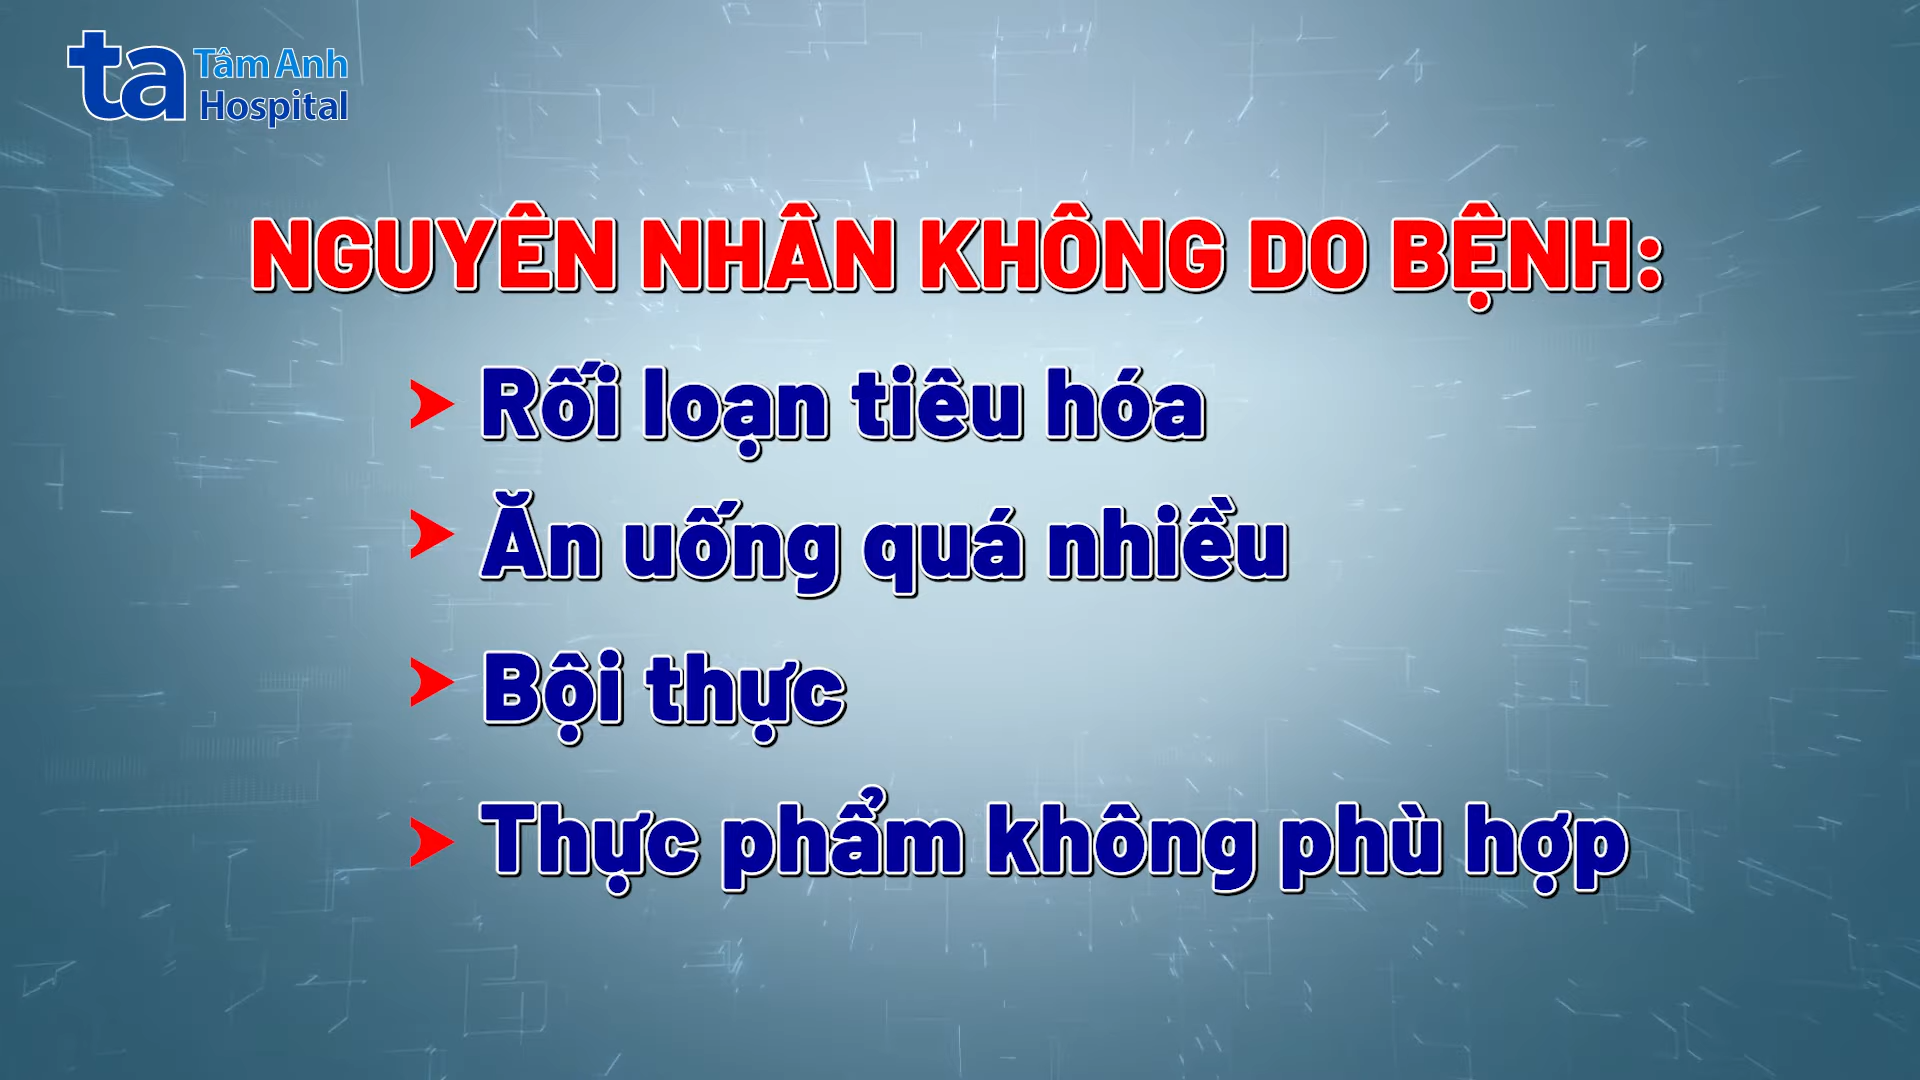 ta Tâm Anh
Hospital
NGUYÊN NHÂN KHÔNG DO BỆNH:
Rối loạn tiêu hóa
Ăn uống quá nhiều
Bội thực
Thực phẩm không phù hợp